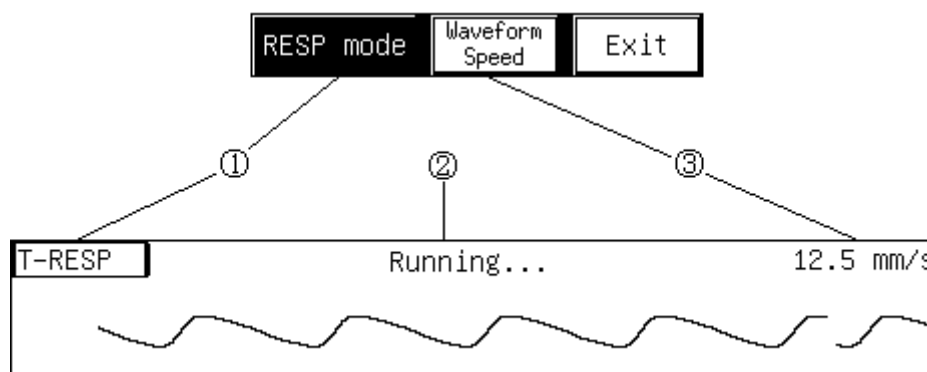 RESP mode
Waveform
Speed
Exit
① ② ③
T-RESP
Running...
12.5 mm/s